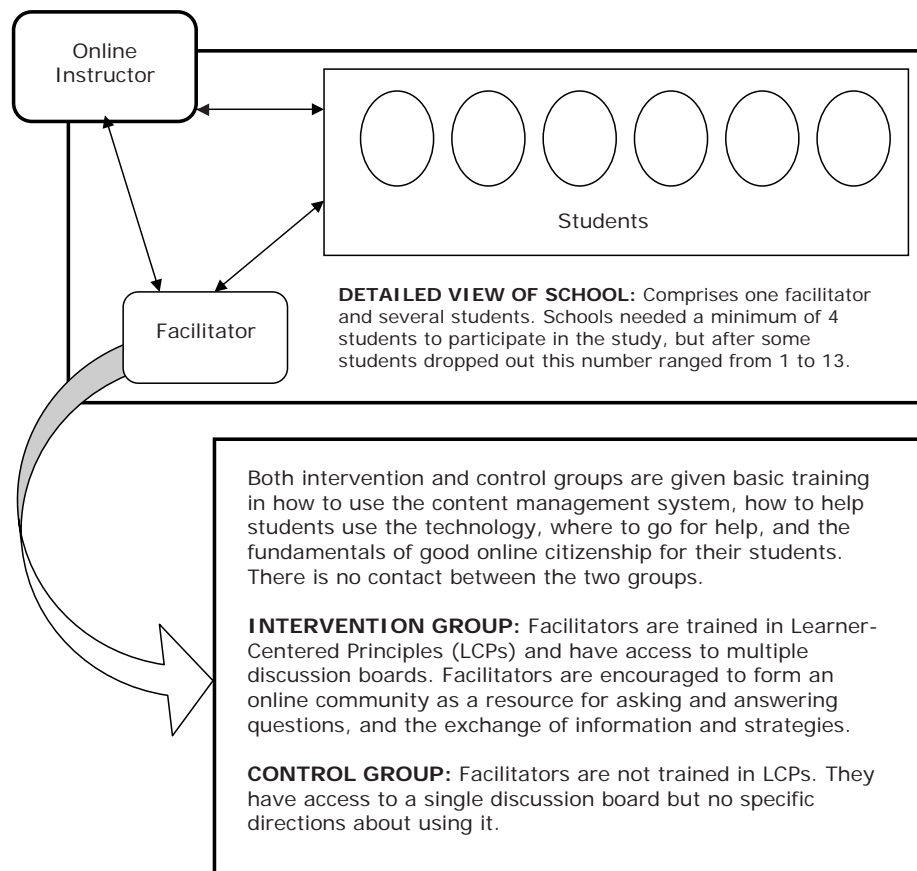 Online
Instructor
Students
Facilitator
DETAILED VIEW OF SCHOOL: Comprises one facilitator
and several students. Schools needed a minimum of 4
students to participate in the study, but after some
students dropped out this number ranged from 1 to 13.
Both intervention and control groups are given basic training
in how to use the content management system, how to help
students use the technology, where to go for help, and the
fundamentals of good online citizenship for their students.
There is no contact between the two groups.
INTERVENTION GROUP: Facilitators are trained in Learner-
Centered Principles (LCPs) and have access to multiple
discussion boards. Facilitators are encouraged to form an
online community as a resource for asking and answering
questions, and the exchange of information and strategies.
CONTROL GROUP: Facilitators are not trained in LCPs. They
have access to a single discussion board but no specific
directions about using it.